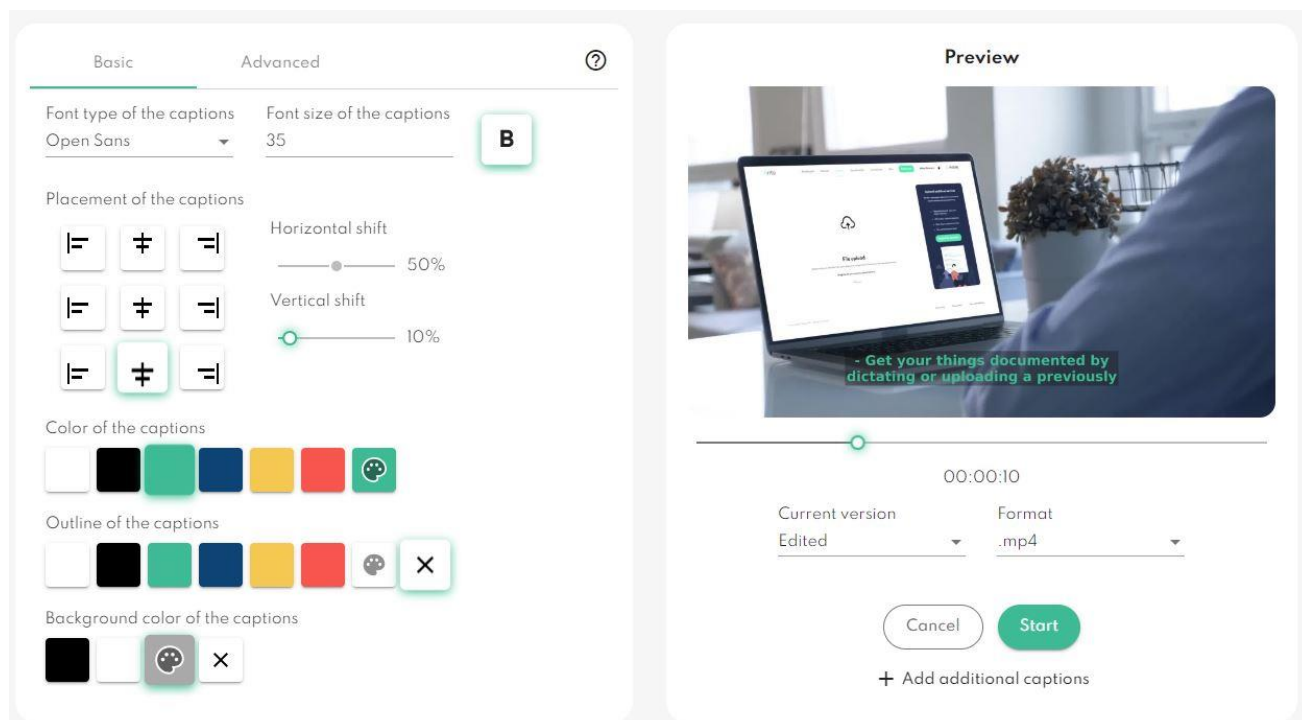 Basic
Advanced
Font type of the captions
Open Sans
Font size of the captions
35
B
Placement of the captions
Horizontal shift
50%
Vertical shift
10%
Color of the captions
Outline of the captions
Background color of the captions
Preview
File upload
- Get your things documented by
dictating or uploading a previously
00:00:10
Current version
Edited
Format
.mp4
Cancel
Start
+ Add additional captions